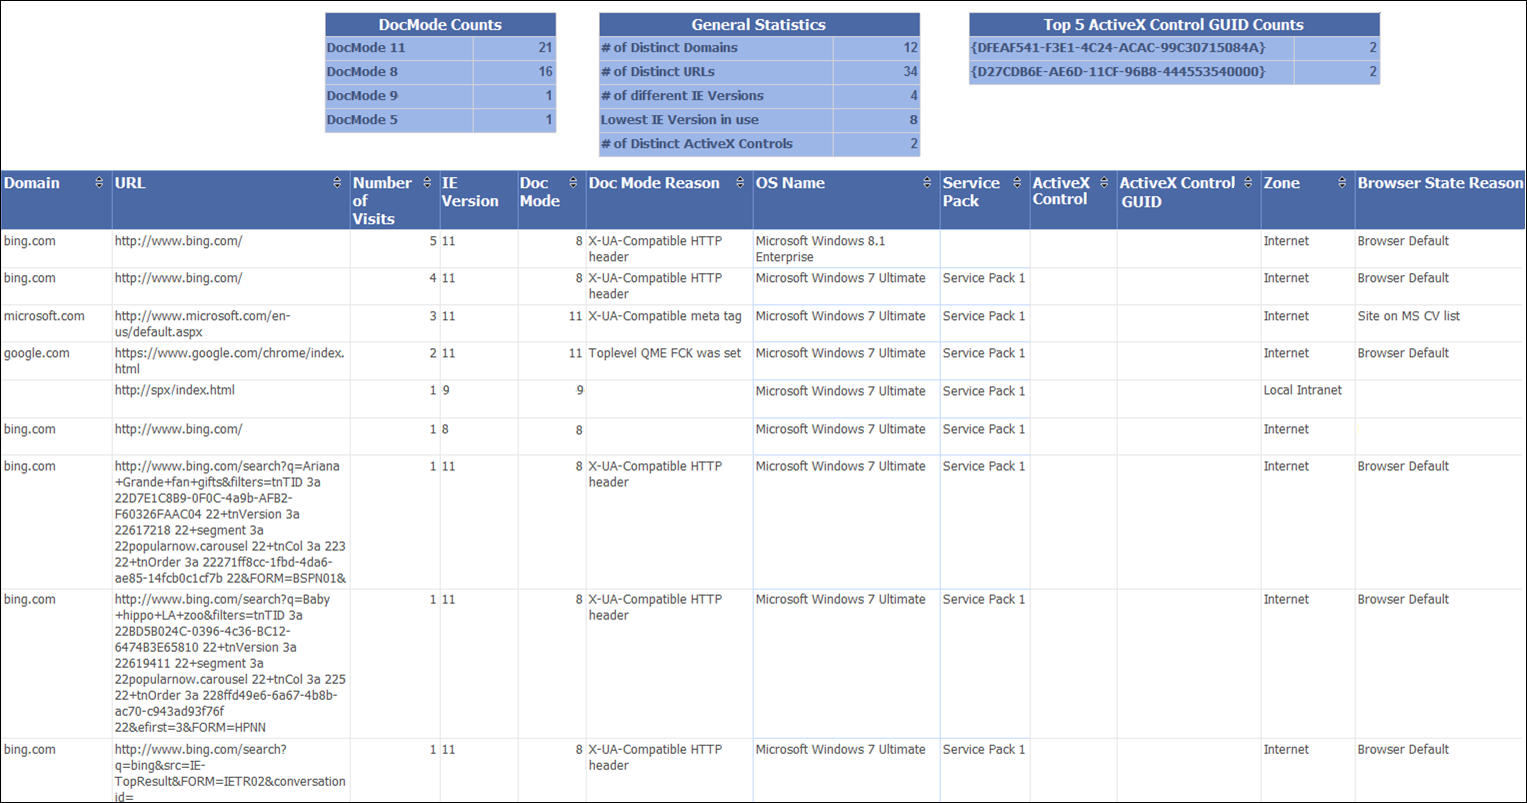 DocMode Counts
DocMode 11 21
DocMode 8 16
DocMode 9 1
DocMode 5 1
General Statistics
# of Distinct Domains 12
# of Distinct URLs 34
# of different IE Versions 4
Lowest IE Version in use 8
# of Distinct ActiveX Controls 2
Top 5 ActiveX Control GUID Counts
{DFEAF541-F3E1-4C24-ACAC-99C30715084A} 2
{D27CDB6E-AE6D-11CF-96B8-444553540000} 2
Domain URL Number of Visits IE Version Doc Mode Doc Mode Reason OS Name Service Pack ActiveX Control ActiveX Control GUID Zone Browser State Reason
bing.com http://www.bing.com/ 5 11 8 X-UA-Compatible HTTP Microsoft Windows 8.1 Internet Browser Default
header Enterprise
bing.com http://www.bing.com/ 4 11 8 X-UA-Compatible HTTP Microsoft Windows 7 Ultimate Service Pack 1 Internet Browser Default
header
microsoft.com http://www.microsoft.com/en- 3 11 11 X-UA-Compatible meta tag Microsoft Windows 7 Ultimate Service Pack 1 Internet Site on MS CV list
us/default.aspx
google.com https://www.google.com/chrome/index. 2 11 11 Toplevel QME FCK was set Microsoft Windows 7 Ultimate Service Pack 1 Internet Browser Default
html
http://spx/index.html 1 9 9 Microsoft Windows 7 Ultimate Service Pack 1 Local Intranet
bing.com http://www.bing.com/ 1 8 8 Microsoft Windows 7 Ultimate Service Pack 1 Internet
bing.com http://www.bing.com/search?q=Ariana 1 11 8 X-UA-Compatible HTTP Microsoft Windows 7 Ultimate Service Pack 1 Internet Browser Default
+Grande+fan+gifts&filters=tnTID 3a header
22D7E1C8B9-0F0C-4a9b-AFB2-
F60326FAAC04 22+tnVersion 3a
22617218 22+segment 3a
22popularnow.carousel 22+tnCol 3a 223
22+tnOrder 3a 22271ff8cc-1fbd-4da6-
ae85-14fcb0c1cf7b 22&FORM=BSPN01&
bing.com http://www.bing.com/search?q=Baby 1 11 8 X-UA-Compatible HTTP Microsoft Windows 7 Ultimate Service Pack 1 Internet Browser Default
+hippo+LA+zoo&filters=tnTID 3a header
22BD5B024C-0396-4c36-BC12-
6474B3E65810 22+tnVersion 3a
22619411 22+segment 3a
22popularnow.carousel 22+tnCol 3a 225
22+tnOrder 3a 228ffd49e6-6a67-4b8b-
ac70-c943ad93f76f
22&efirst=3&FORM=HPNN
bing.com http://www.bing.com/search? 1 11 8 X-UA-Compatible HTTP Microsoft Windows 7 Ultimate Service Pack 1 Internet Browser Default
q=bing&src=IE- header
TopResult&FORM=IETR02&conversation
id=